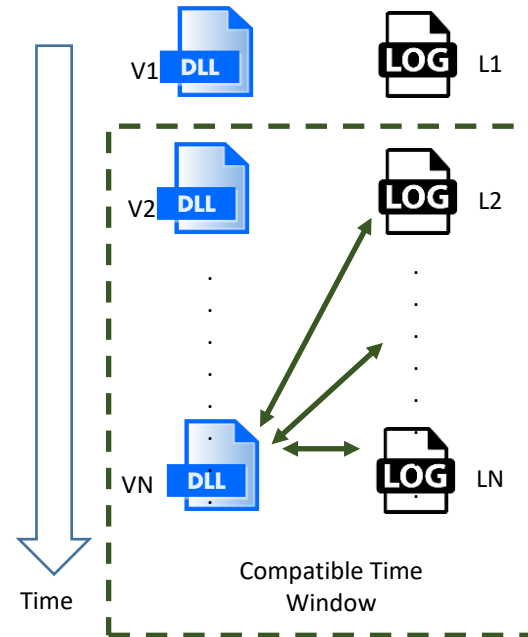 V1 DLL LOG L1
V2 DLL LOG L2
VN DLL LOG LN
Compatible Time
Window
Time